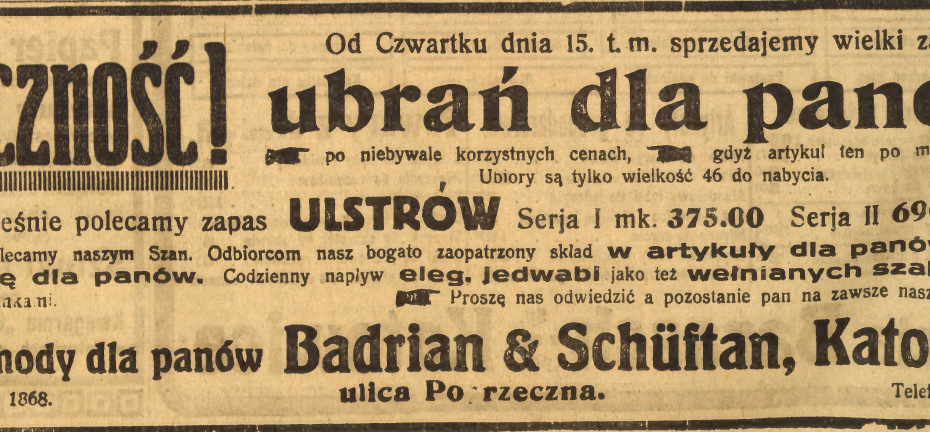 Od Czwartku dnia 15. t. m. sprzedajemy wielki z
CZNOŚĆ!
ubrań dla pan
po niebywale korzystnych cenach, gdyż artykuł ten po m
Ubiory są tylko wielkość 46 do nabycia.
eśnie polecamy zapas ULSTRÓW Serja I mk. 375.00 Serja II 69
lecamy naszym Szan. Odbiorcom nasz bogato zaopatrzony skład w artykuły dla panó
ę dla panów. Codzienny napływ eleg. jedwabi jako też wełnianych szal
nkani.
Proszę nas odwiedzić a pozostanie pan na zawsze nasz
mody dla panów Badrian & Schüftan, Kato
ulica Po rzeczna.
1868. Telef